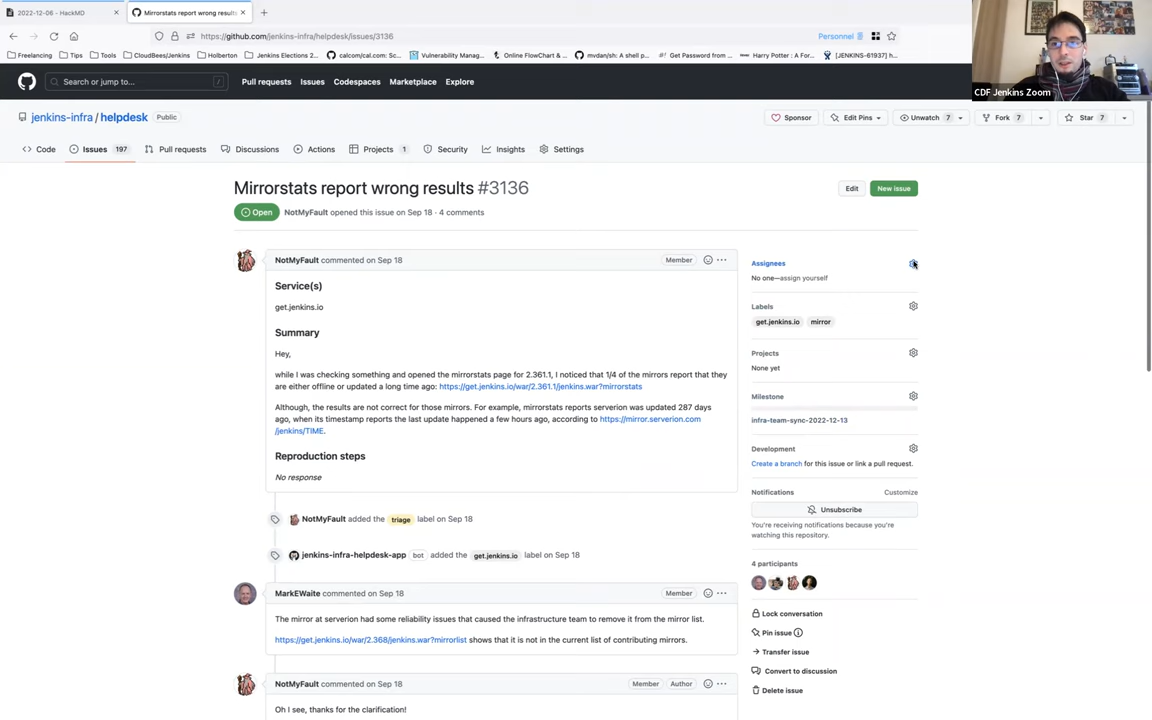 2022-12-06 - HackMD
Mirrorstats report wrong results
https://github.com/jenkins-infra/helpdesk/issues/3136
Personnel
Freelancing
Tips
Tools
CloudBees/Jenkins
Holberton
Jenkins Elections 2...
calcom/cal.com: Sc...
Vulnerability Manag...
Online FlowChart & ...
mvdan/sh: A shell p...
Get Password from ...
Harry Potter : A For...
[JENKINS-61937] h...
CDF Jenkins Zoom
Search or jump to...
/
Pull requests
Issues
Codespaces
Marketplace
Explore
jenkins-infra / helpdesk
Public
Sponsor
Edit Pins
Unwatch 7
Fork 7
Star 7
Code
Issues 197
Pull requests
Discussions
Actions
Projects 1
Security
Insights
Settings
Mirrorstats report wrong results #3136
Edit
New issue
Open
NotMyFault opened this issue on Sep 18 · 4 comments
NotMyFault commented on Sep 18
Member
Service(s)
get.jenkins.io
Summary
Hey,
while I was checking something and opened the mirrorstats page for 2.361.1, I noticed that 1/4 of the mirrors report that they
are either offline or updated a long time ago: https://get.jenkins.io/war/2.361.1/jenkins.war?mirrorstats
Although, the results are not correct for those mirrors. For example, mirrorstats reports serverion was updated 287 days
ago, when its timestamp reports the last update happened a few hours ago, according to https://mirror.serverion.com
/jenkins/TIME.
Reproduction steps
No response
NotMyFault added the triage label on Sep 18
jenkins-infra-helpdesk-app bot added the get.jenkins.io label on Sep 18
MarkEWaite commented on Sep 18
Member
The mirror at serverion had some reliability issues that caused the infrastructure team to remove it from the mirror list.
https://get.jenkins.io/war/2.368/jenkins.war?mirrorlist shows that it is not in the current list of contributing mirrors.
NotMyFault commented on Sep 18
Member
Author
Oh I see, thanks for the clarification!
Assignees
No one—assign yourself
Labels
get.jenkins.io
mirror
Projects
None yet
Milestone
infra-team-sync-2022-12-13
Development
Create a branch for this issue or link a pull request.
Notifications
Customize
Unsubscribe
You're receiving notifications because you're
watching this repository.
4 participants
Lock conversation
Pin issue
Transfer issue
Convert to discussion
Delete issue